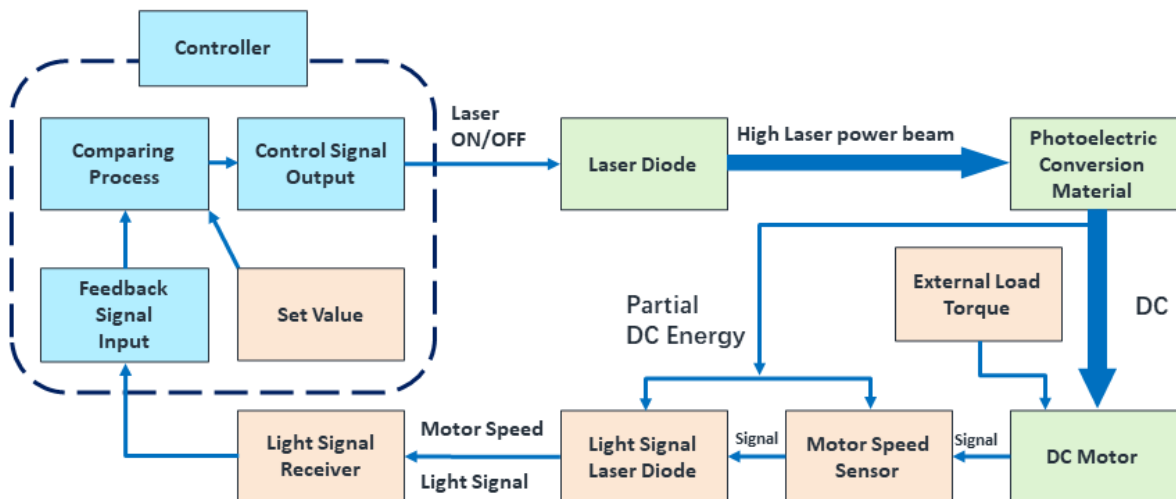 Controller
Laser
ON/OFF
Comparing
Process
Control Signal
Output
Laser Diode
High Laser power beam
Photoelectric
Conversion
Material
Feedback
Signal
Input
Set Value
Partial
DC Energy
External Load
Torque
DC
Light Signal
Receiver
Motor Speed
Light Signal
Light Signal
Laser Diode
Signal
Motor Speed
Sensor
Signal
DC Motor